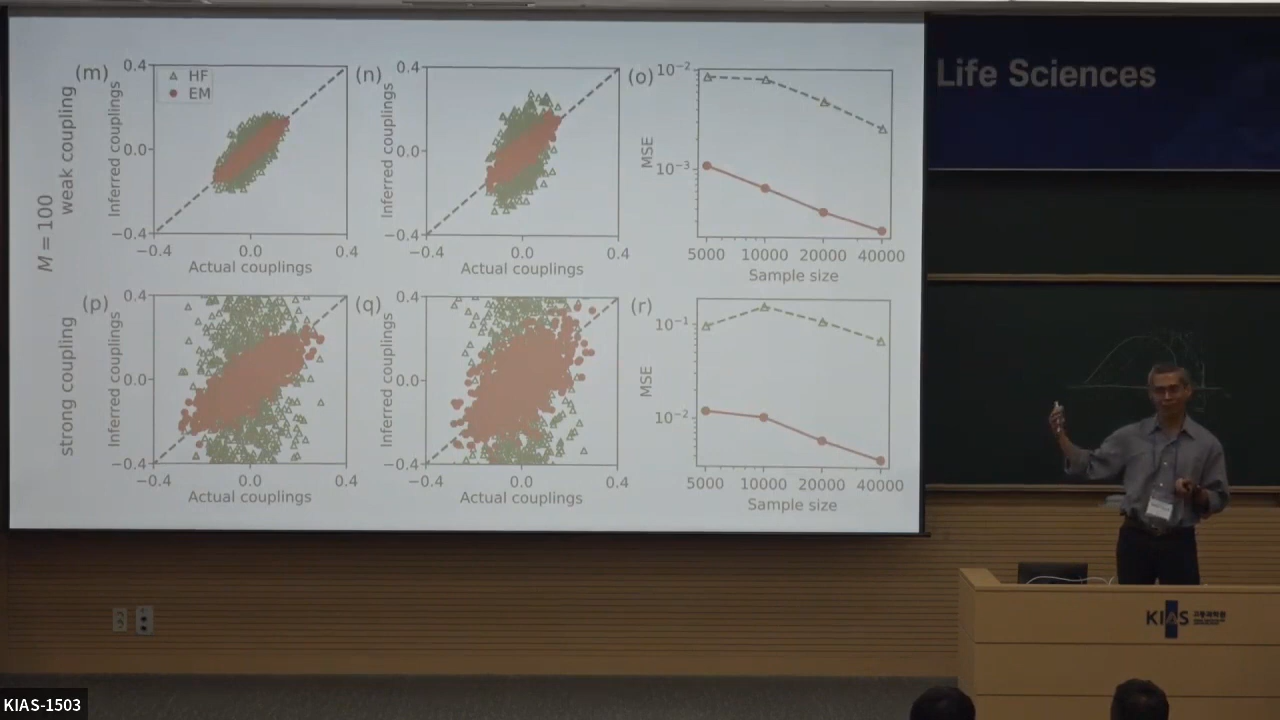 Life Sciences
M = 100
weak coupling
(m)
HF
EM
Inferred couplings
0.4
0.0
−0.4
−0.4
0.0
0.4
Actual couplings
(n)
Inferred couplings
0.4
0.0
−0.4
−0.4
0.0
0.4
Actual couplings
(o)
MSE
10−2
10−3
5000
10000
20000
40000
Sample size
strong coupling
(p)
Inferred couplings
0.4
0.0
−0.4
−0.4
0.0
0.4
Actual couplings
(q)
Inferred couplings
0.4
0.0
−0.4
−0.4
0.0
0.4
Actual couplings
(r)
MSE
10−1
10−2
5000
10000
20000
40000
Sample size
KIAS 고등과학원
KIAS-1503